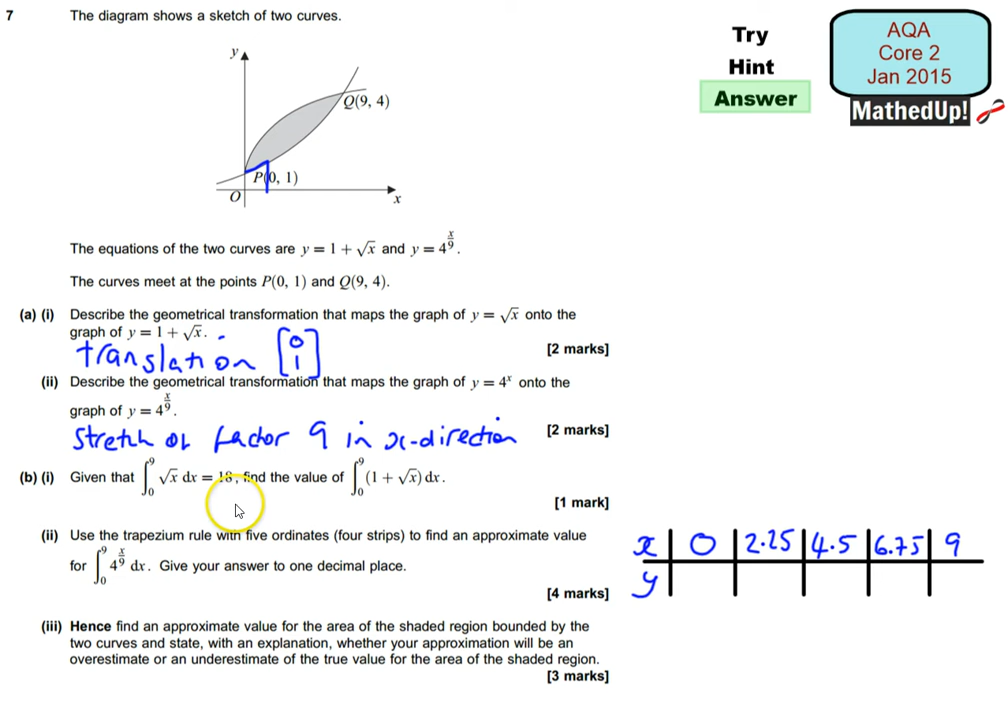 7 The diagram shows a sketch of two curves.
Try
Hint
Answer
AQA
Core 2
Jan 2015
MathedUp!
y
Q(9, 4)
P(0, 1)
O
x
The equations of the two curves are y = 1 + √x and y = 4^(x/9).
The curves meet at the points P(0, 1) and Q(9, 4).
(a) (i) Describe the geometrical transformation that maps the graph of y = √x onto the
graph of y = 1 + √x.
[2 marks]
translation [0 1]
(ii) Describe the geometrical transformation that maps the graph of y = 4^x onto the
graph of y = 4^(x/9).
[2 marks]
Stretch of factor 9 in x-direction
(b) (i) Given that ∫₀⁹ √x dx = 18, find the value of ∫₀⁹ (1 + √x) dx.
[1 mark]
(ii) Use the trapezium rule with five ordinates (four strips) to find an approximate value
for ∫₀⁹ 4^(x/9) dx. Give your answer to one decimal place.
[4 marks]
x 0 2.25 4.5 6.75 9
y
(iii) Hence find an approximate value for the area of the shaded region bounded by the
two curves and state, with an explanation, whether your approximation will be an
overestimate or an underestimate of the true value for the area of the shaded region.
[3 marks]